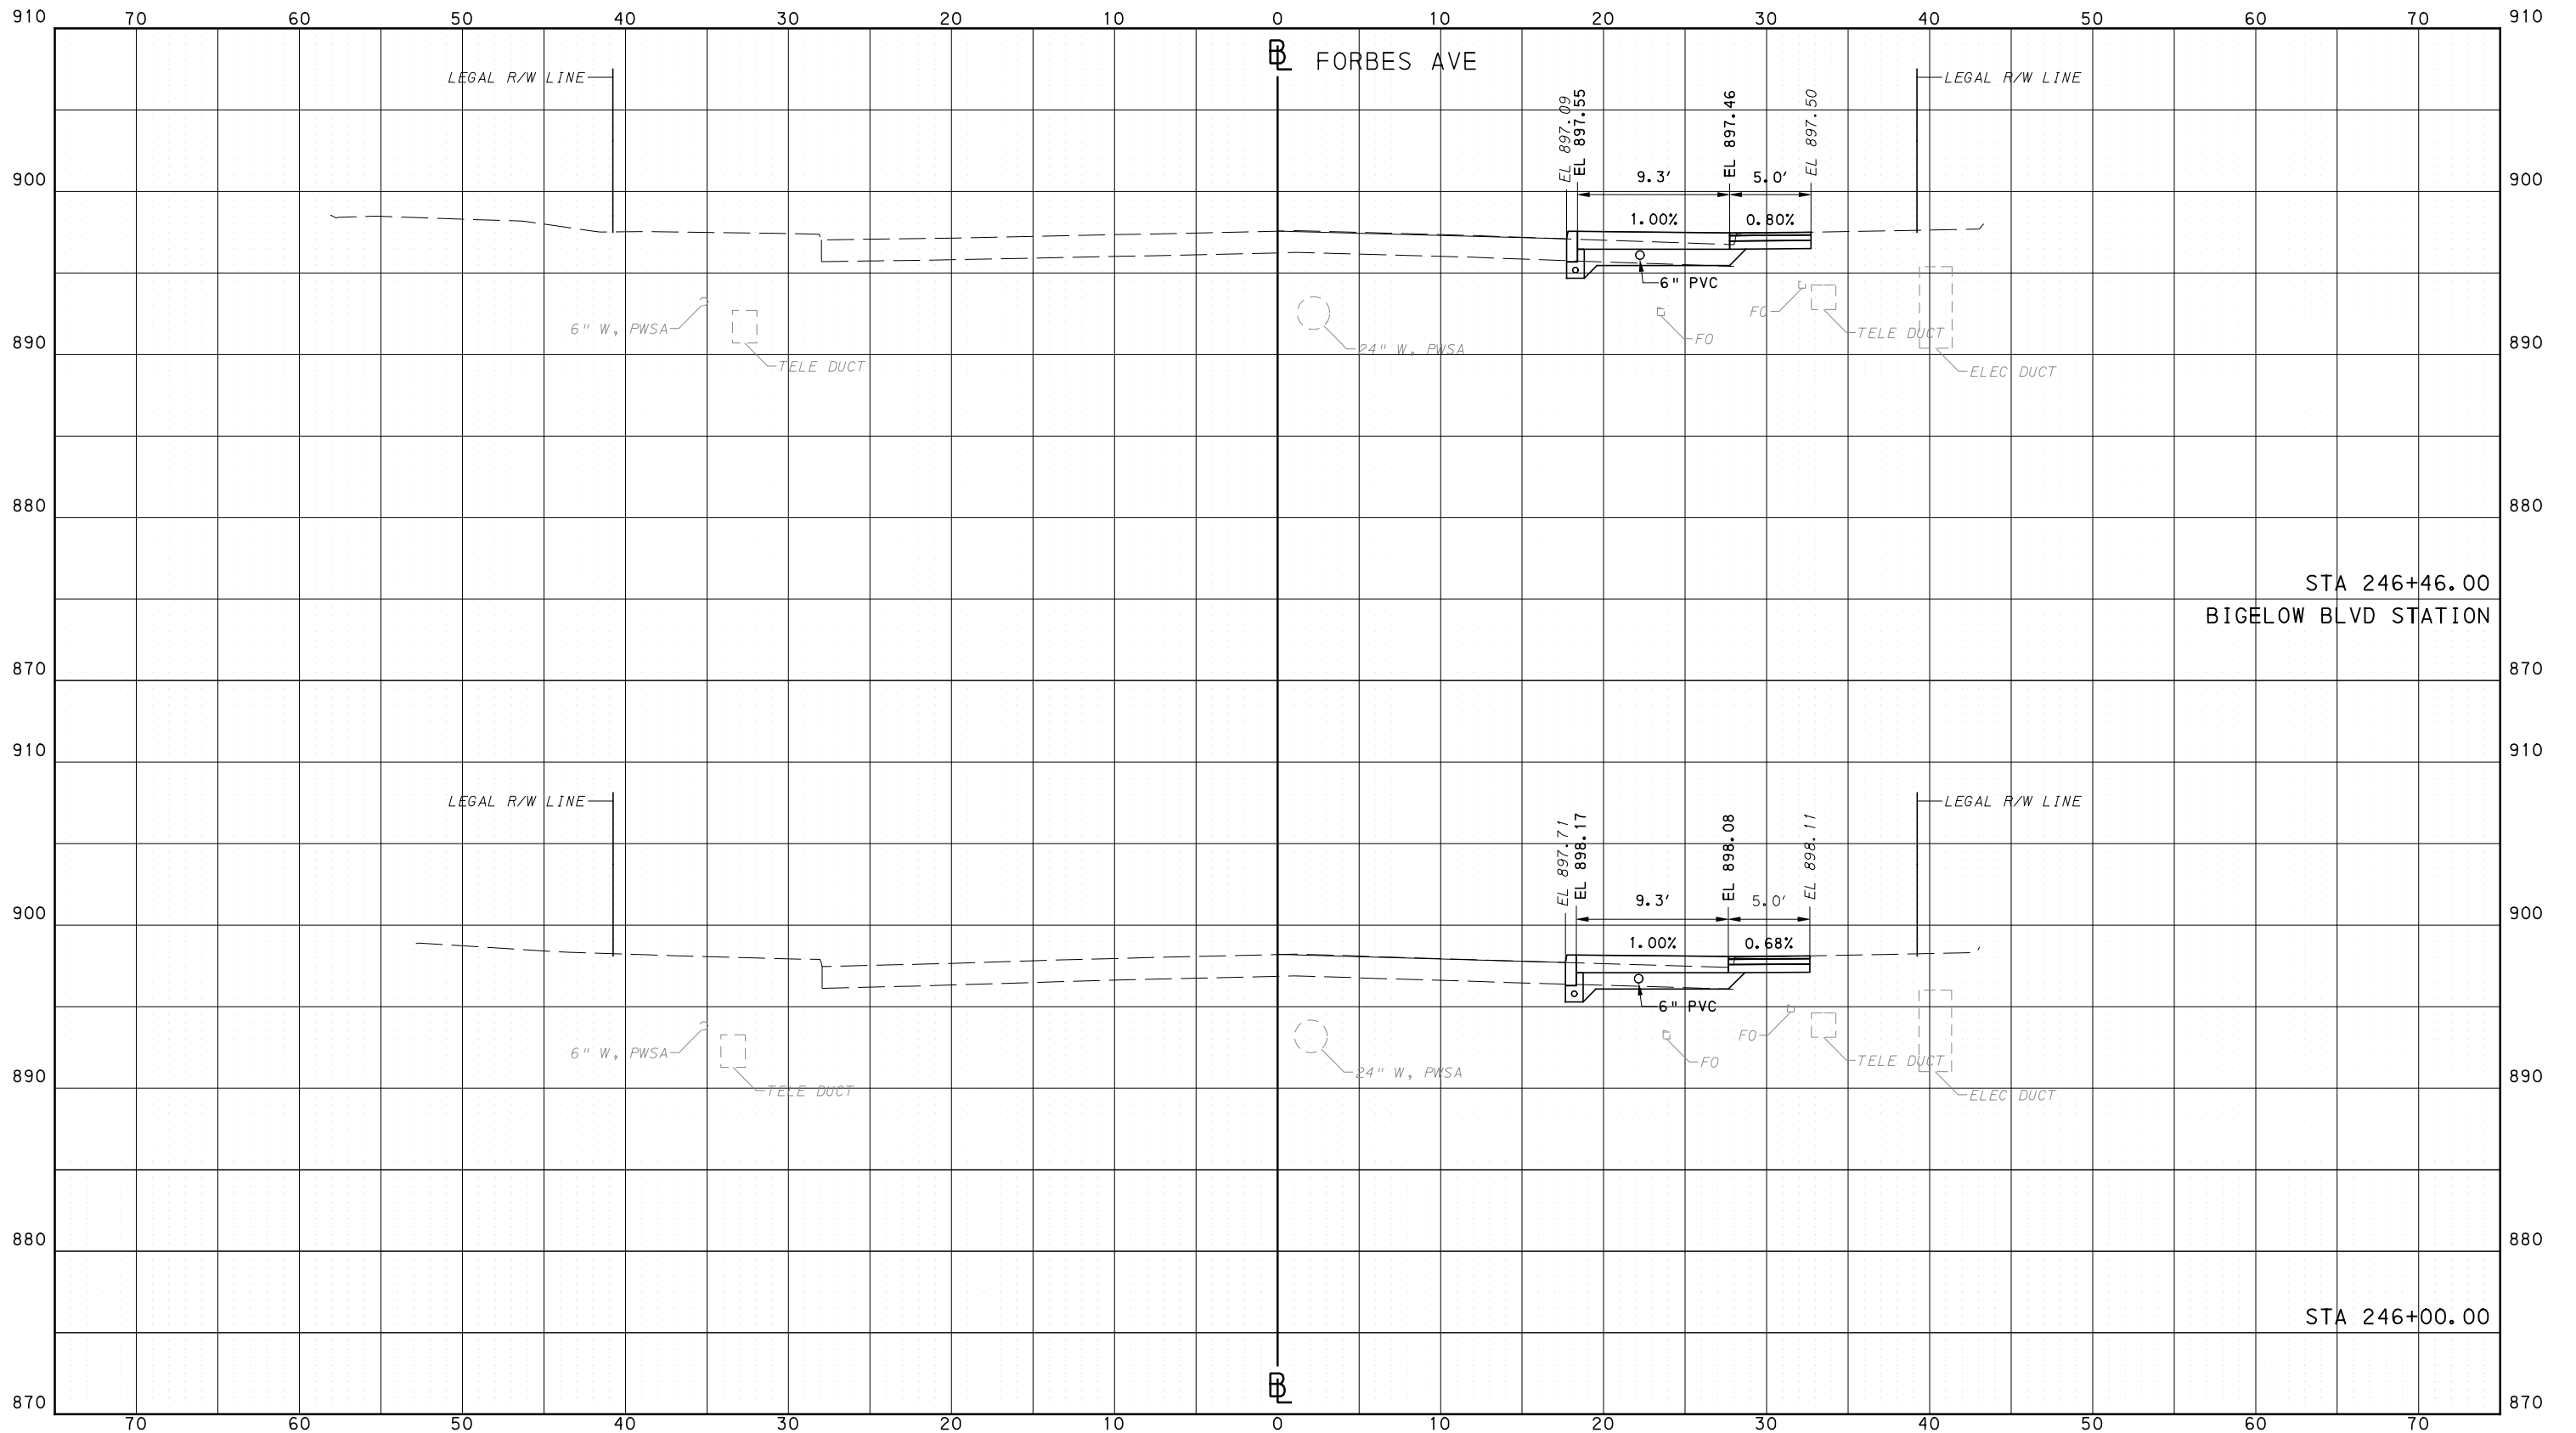 910 70 60 50 40 30 20 10 0 10 20 30 40 50 60 70 910
BL FORBES AVE
LEGAL R/W LINE
LEGAL R/W LINE
EL 897.09
EL 897.55
EL 897.46
EL 897.50
900 9.3' 5.0' 900
1.00% 0.80%
6" PVC
6" W, PWSA
FO
FO
TELE DUCT
24" W, PWSA
890 890
TELE DUCT
ELEC DUCT
880 880
STA 246+46.00
BIGELOW BLVD STATION
870 870
910 910
LEGAL R/W LINE
LEGAL R/W LINE
EL 897.71
EL 898.17
EL 898.08
EL 898.11
900 9.3' 5.0' 900
1.00% 0.68%
6" PVC
6" W, PWSA
FO
FO
TELE DUCT
24" W, PWSA
890 890
TELE DUCT
ELEC DUCT
880 880
STA 246+00.00
BL
870 870
70 60 50 40 30 20 10 0 10 20 30 40 50 60 70